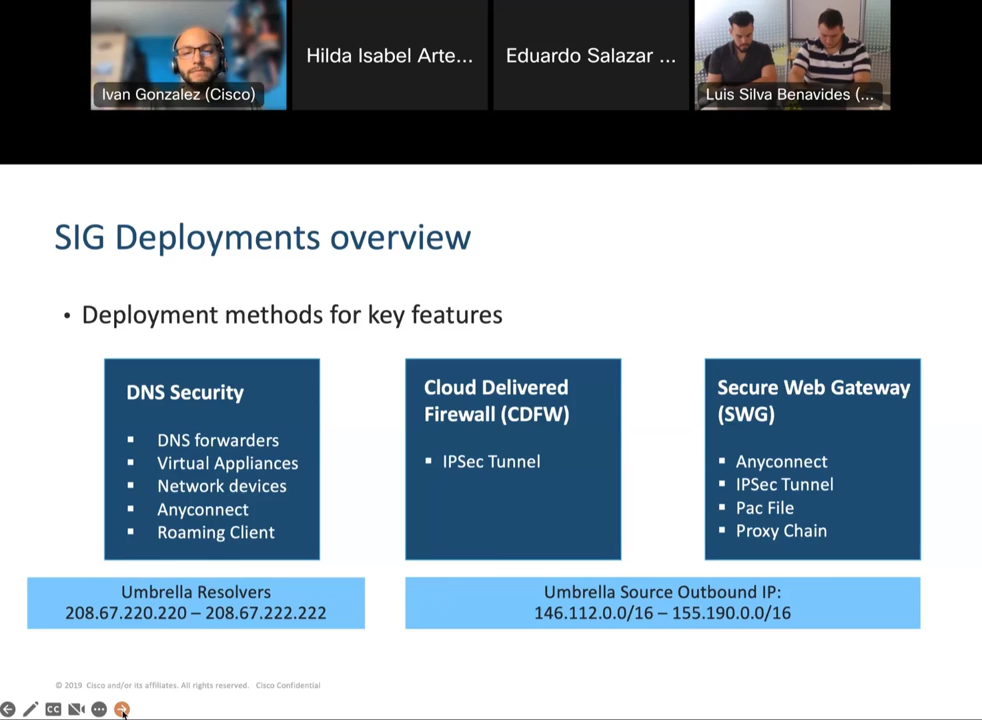 Ivan Gonzalez (Cisco)
Hilda Isabel Arte...
Eduardo Salazar ...
Luis Silva Benavides (...
SIG Deployments overview
• Deployment methods for key features
DNS Security
▪ DNS forwarders
▪ Virtual Appliances
▪ Network devices
▪ Anyconnect
▪ Roaming Client
Cloud Delivered
Firewall (CDFW)
▪ IPSec Tunnel
Secure Web Gateway
(SWG)
▪ Anyconnect
▪ IPSec Tunnel
▪ Pac File
▪ Proxy Chain
Umbrella Resolvers
208.67.220.220 – 208.67.222.222
Umbrella Source Outbound IP:
146.112.0.0/16 – 155.190.0.0/16
© 2019 Cisco and/or its affiliates. All rights reserved. Cisco Confidential
CC